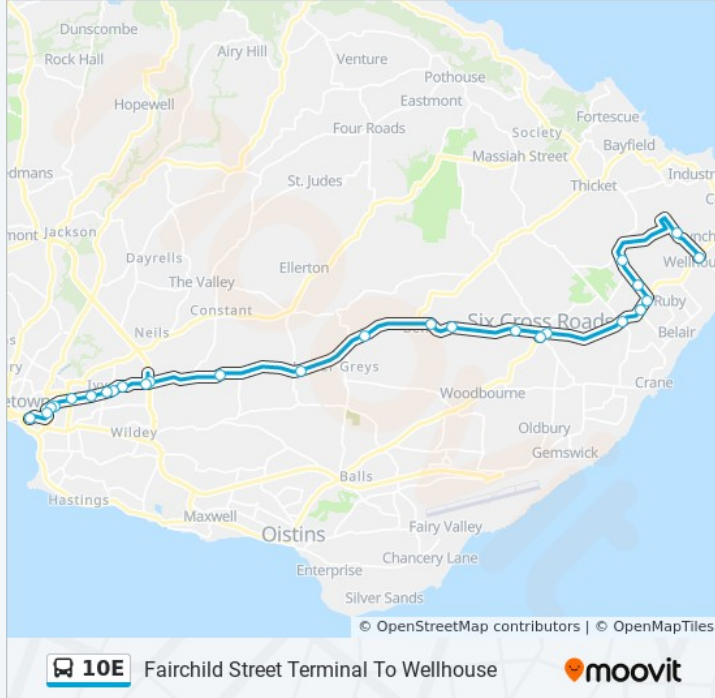 Dunscombe
Rock Hall
Airy Hill
Venture
Pothouse
Hopewell
Eastmont
Fortescue
Four Roads
Society
Bayfield
Massiah Street
dmans
St. Judes
Industr
Thicket
C
mont
Jackson
ynch
Dayrells
Wellhou
The Valley
Ellerton
Constant
Ruby
Six Cross Roads
Neils
Belair
ry
Greys
Crane
etown
Woodbourne
Wildey
Oldbury
Gemswick
Balls
Hastings
Maxwell
Fairy Valley
Oistins
Chancery Lane
Enterprise
Silver Sands
© OpenStreetMap contributors | © OpenMapTiles
10E Fairchild Street Terminal To Wellhouse moovit